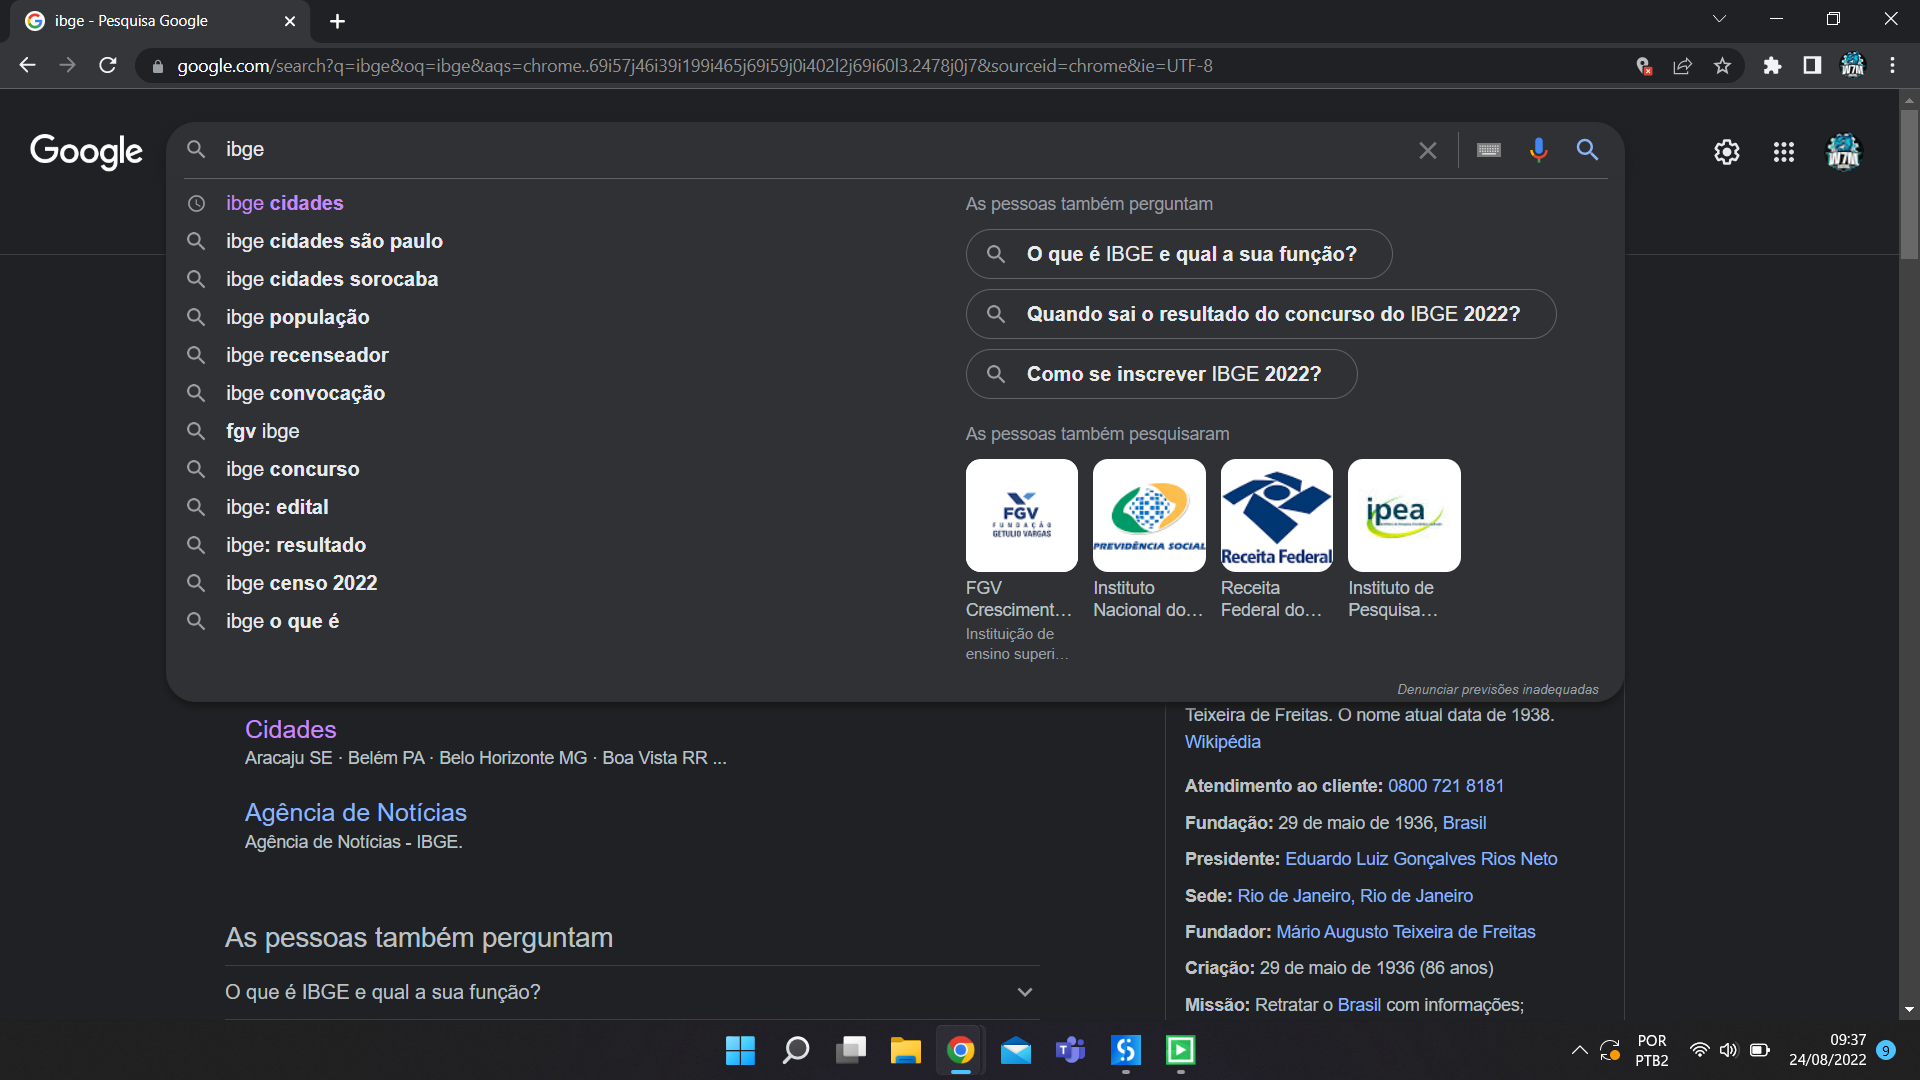 ibge - Pesquisa Google
google.com/search?q=ibge&oq=ibge&aqs=chrome..69i57j46i39i199i465j69i59j0i402l2j69i60l3.2478j0j7&sourceid=chrome&ie=UTF-8
Google
ibge
ibge cidades
ibge cidades são paulo
ibge cidades sorocaba
ibge população
ibge recenseador
ibge convocação
fgv ibge
ibge concurso
ibge: edital
ibge: resultado
ibge censo 2022
ibge o que é
As pessoas também perguntam
O que é IBGE e qual a sua função?
Quando sai o resultado do concurso do IBGE 2022?
Como se inscrever IBGE 2022?
As pessoas também pesquisaram
FGV
FUNDAÇÃO
GETULIO VARGAS
PREVIDÊNCIA SOCIAL
Receita Federal
ipea
FGV
Cresciment...
Instituição de
ensino superi...
Instituto
Nacional do...
Receita
Federal do...
Instituto de
Pesquisa...
Denunciar previsões inadequadas
Cidades
Aracaju SE · Belém PA · Belo Horizonte MG · Boa Vista RR ...
Agência de Notícias
Agência de Notícias - IBGE.
As pessoas também perguntam
O que é IBGE e qual a sua função?
Teixeira de Freitas. O nome atual data de 1938.
Wikipédia
Atendimento ao cliente: 0800 721 8181
Fundação: 29 de maio de 1936, Brasil
Presidente: Eduardo Luiz Gonçalves Rios Neto
Sede: Rio de Janeiro, Rio de Janeiro
Fundador: Mário Augusto Teixeira de Freitas
Criação: 29 de maio de 1936 (86 anos)
Missão: Retratar o Brasil com informações;
POR
PTB2
09:37
24/08/2022
9